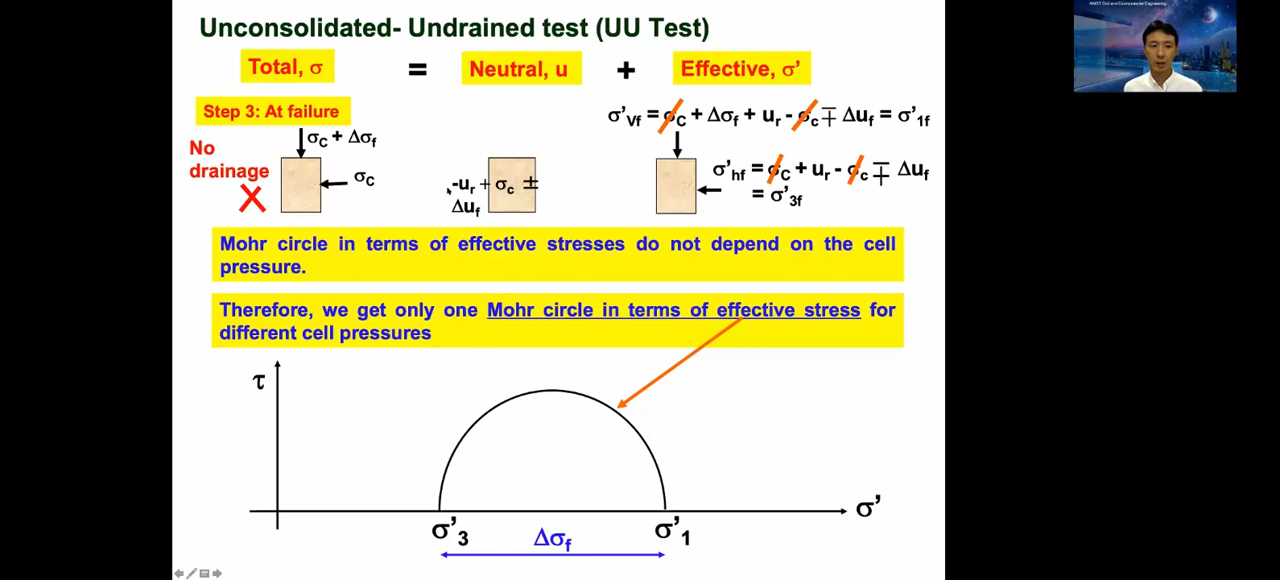 Unconsolidated- Undrained test (UU Test)
Total, σ = Neutral, u + Effective, σ'
Step 3: At failure
σC + Δσf
No drainage
σC
-ur + σc ± Δuf
σ'Vf = σC + Δσf + ur - σc ∓ Δuf = σ'1f
σ'hf = σC + ur - σc ∓ Δuf
= σ'3f
Mohr circle in terms of effective stresses do not depend on the cell
pressure.
Therefore, we get only one Mohr circle in terms of effective stress for
different cell pressures
τ
σ'
σ'3
σ'1
Δσf